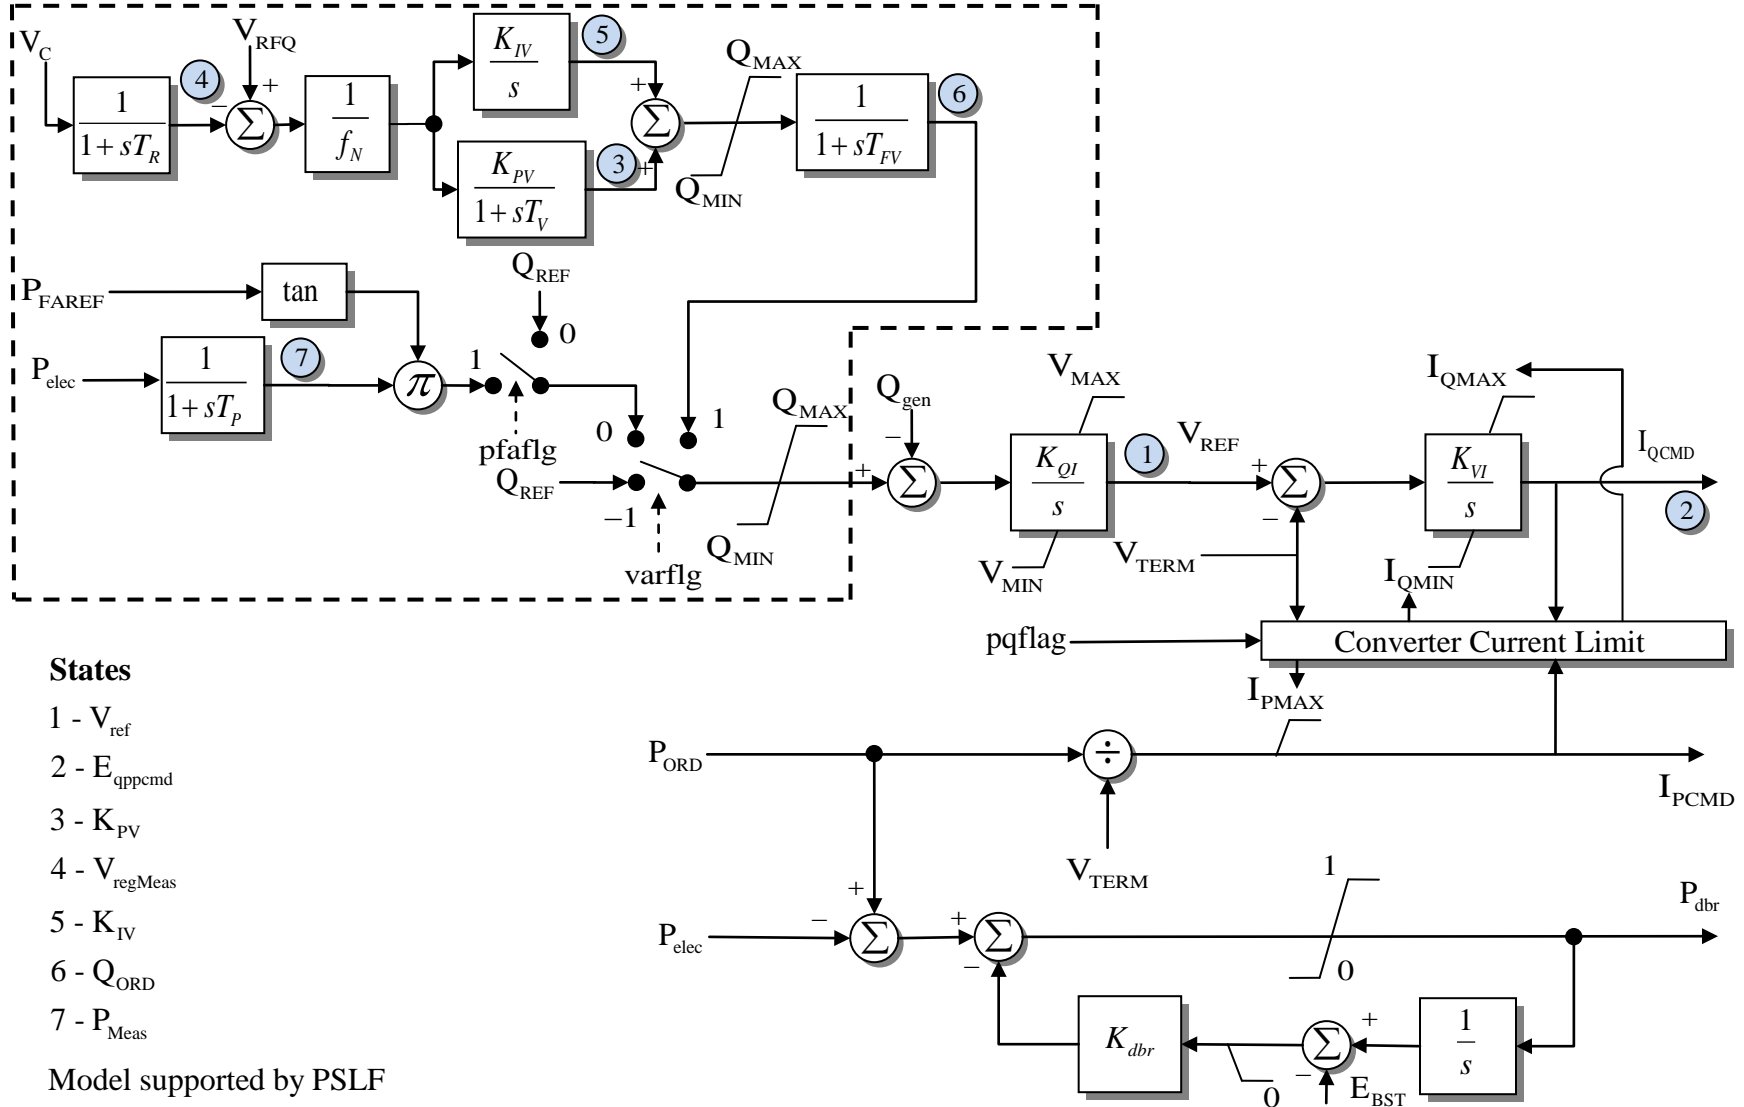 V_C
V_RFQ
4
+
−
1
1 + sT_R
Σ
1
f_N
K_IV
s
5
K_PV
1 + sT_V
3
+
+
Σ
Q_MAX
Q_MIN
1
1 + sT_FV
6
P_FAREF
tan
P_elec
1
1 + sT_P
7
π
Q_REF
0
1
pfaflg
0
1
Q_REF
−1
varflg
Q_MAX
Q_MIN
Q_gen
−
+
Σ
V_MAX
K_QI
s
V_MIN
1
V_REF
+
−
Σ
V_TERM
I_QMAX
K_VI
s
I_QMIN
I_QCMD
2
pqflag
Converter Current Limit
I_PMAX
P_ORD
÷
V_TERM
I_PCMD
P_elec
−
+
Σ
+
−
Σ
1
0
P_dbr
K_dbr
0
Σ
+
−
E_BST
1
s
States
1 - V_ref
2 - E_qppcmd
3 - K_PV
4 - V_regMeas
5 - K_IV
6 - Q_ORD
7 - P_Meas
Model supported by PSLF